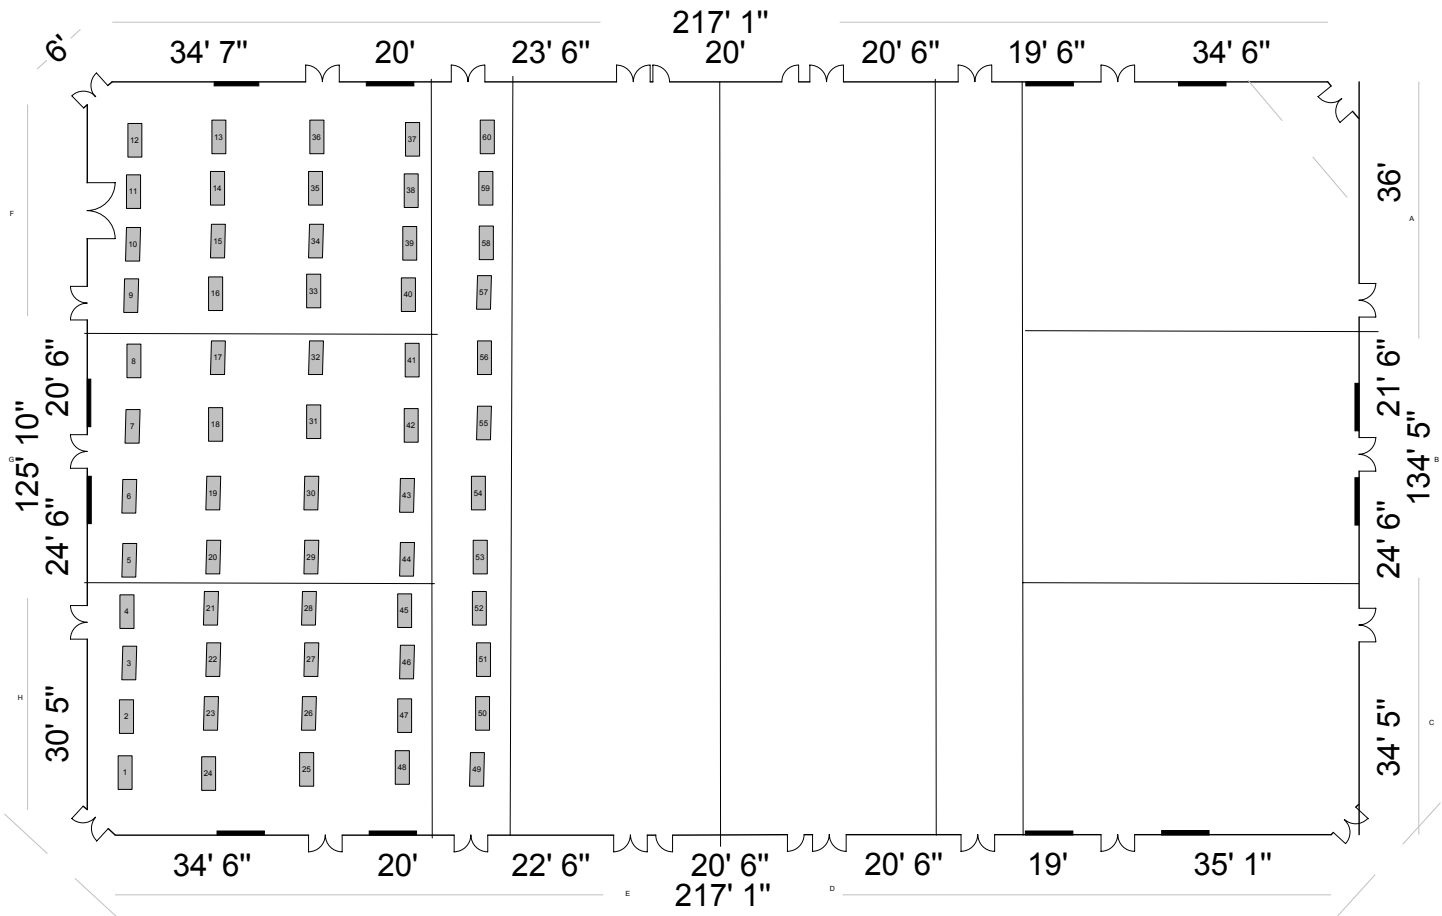 217' 1"
6'
34' 7" 20' 23' 6" 20' 20' 6" 19' 6" 34' 6"
12 13 36 37 60
11 14 35 38 59
36'
F A
10 15 34 39 58
9 16 33 40 57
8 17 32 41 56
20' 6" 21' 6"
7 18 31 42 55
125' 10" 134' 5"
G B
6 19 30 43 54
24' 6" 24' 6"
5 20 29 44 53
4 21 28 45 52
3 22 27 46 51
H
2 23 26 47 50
30' 5" 34' 5"
C
1 24 25 48 49
34' 6" 20' 22' 6" 20' 6" 20' 6" 19' 35' 1"
E D
217' 1"